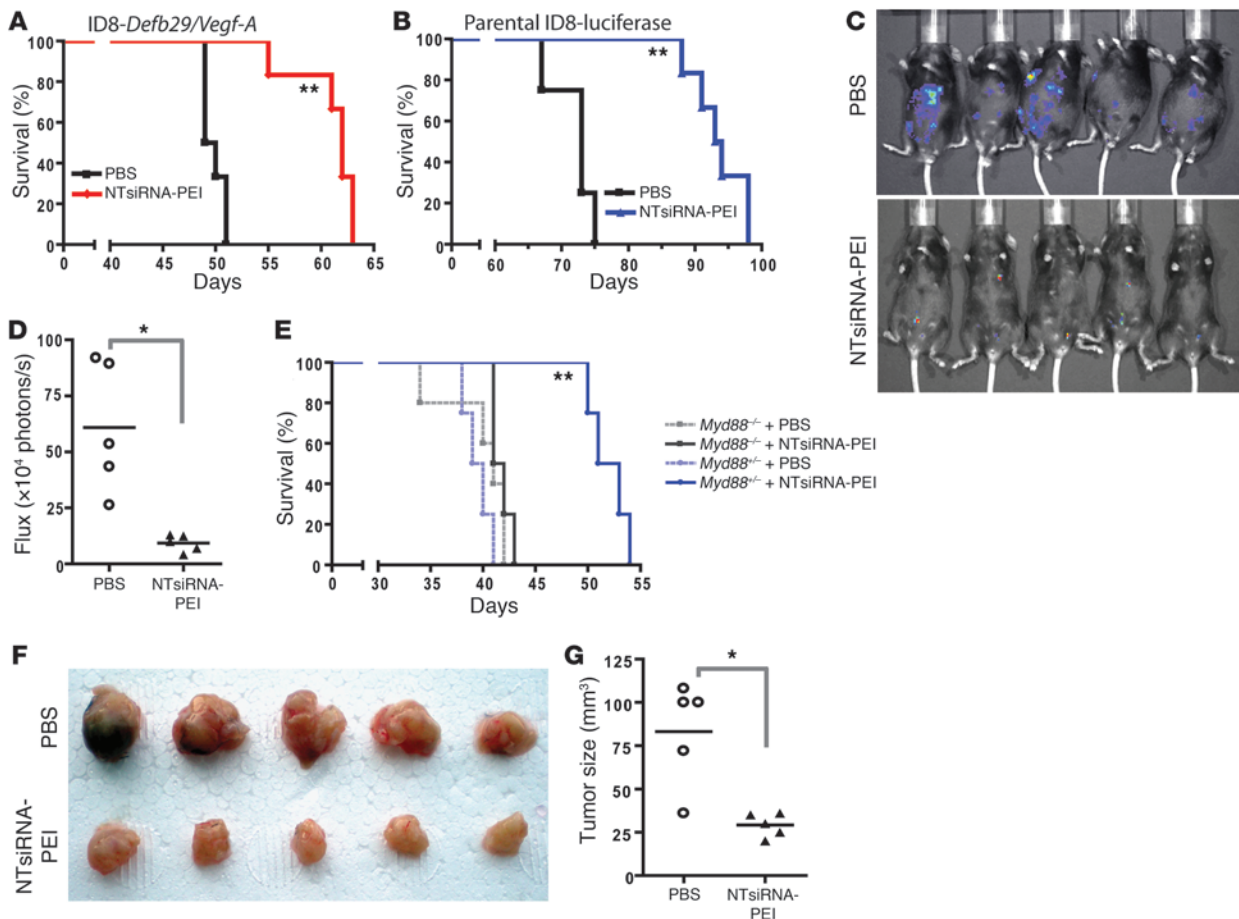 A
ID8-Defb29/Vegf-A
Survival (%)
100
80
60
40
20
0
PBS
NTsiRNA-PEI
**
0 40 45 50 55 60 65
Days
B
Parental ID8-luciferase
Survival (%)
100
80
60
40
20
0
**
PBS
NTsiRNA-PEI
0 60 70 80 90 100
Days
C
PBS
NTsiRNA-PEI
D
Flux (×10⁴ photons/s)
100
75
50
25
0
*
PBS
NTsiRNA-
PEI
E
Survival (%)
100
80
60
40
20
0
**
0 30 35 40 45 50 55
Days
Myd88⁻/⁻ + PBS
Myd88⁻/⁻ + NTsiRNA-PEI
Myd88⁺/⁻ + PBS
Myd88⁺/⁻ + NTsiRNA-PEI
F
PBS
NTsiRNA-
PEI
G
Tumor size (mm³)
125
100
75
50
25
0
*
PBS
NTsiRNA-
PEI